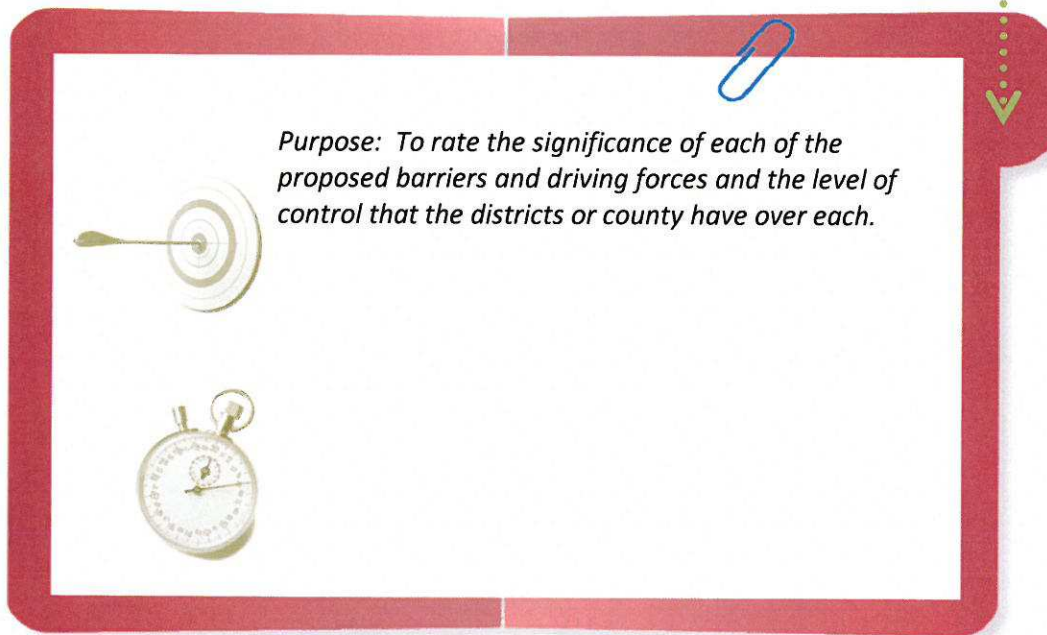 Purpose: To rate the significance of each of the
proposed barriers and driving forces and the level of
control that the districts or county have over each.